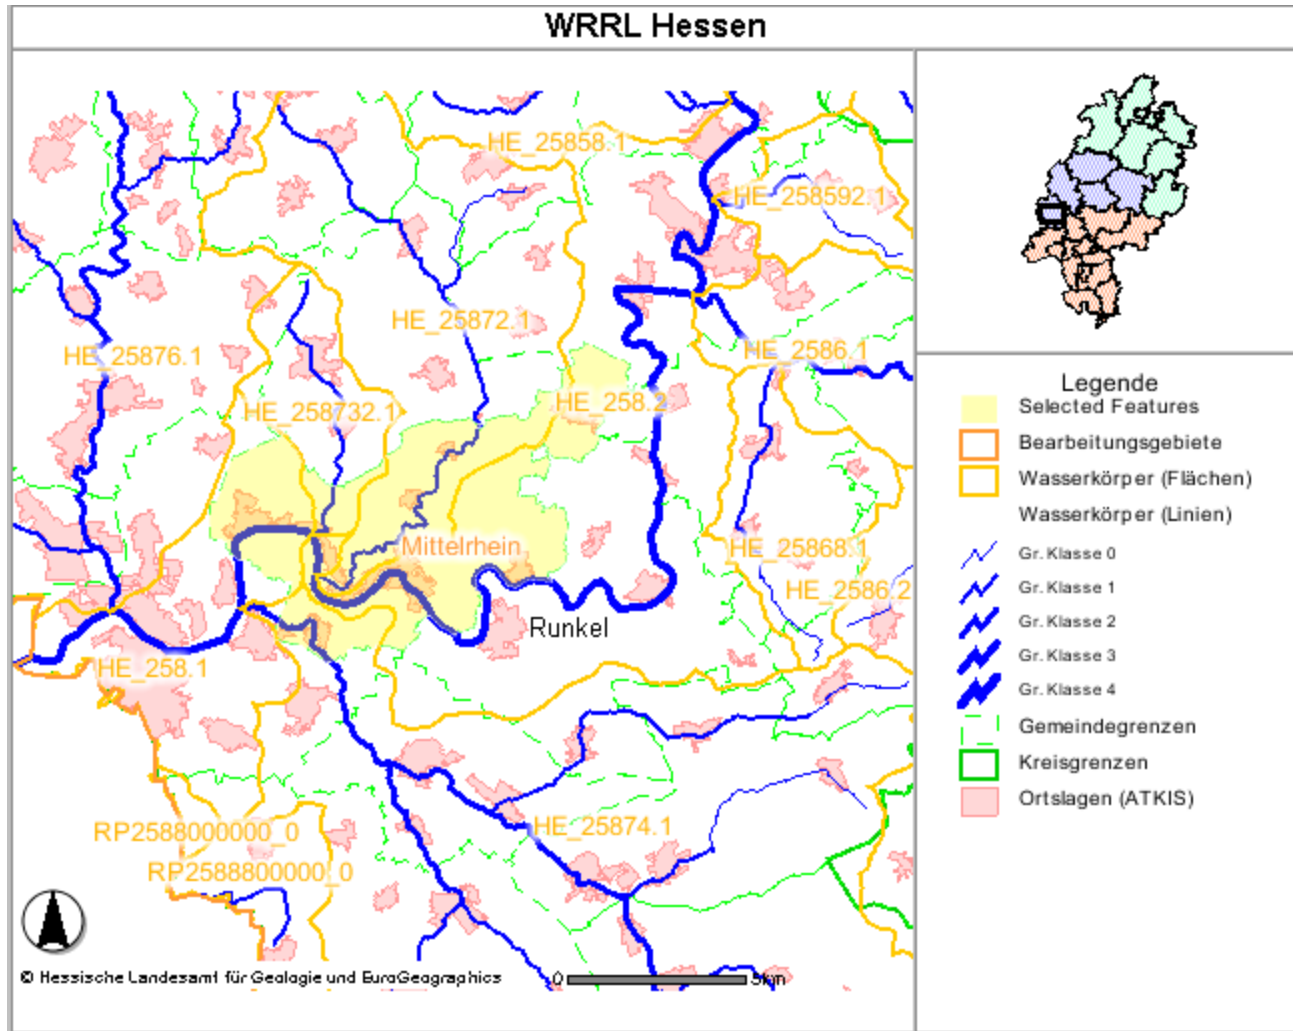 WRRL Hessen
HE_25858.1
HE_258592.1
HE_25872.1
HE_25876.1
HE_2586.1
HE_258732.1
HE_258.2
Mittelrhein
HE_25868.1
HE_2586.2
Runkel
HE_258.1
HE_25874.1
RP2588000000_0
RP2588800000_0
© Hessische Landesamt für Geologie und EuroGeographics
0 5km
Legende
Selected Features
Bearbeitungsgebiete
Wasserkörper (Flächen)
Wasserkörper (Linien)
Gr. Klasse 0
Gr. Klasse 1
Gr. Klasse 2
Gr. Klasse 3
Gr. Klasse 4
Gemeindegrenzen
Kreisgrenzen
Ortslagen (ATKIS)